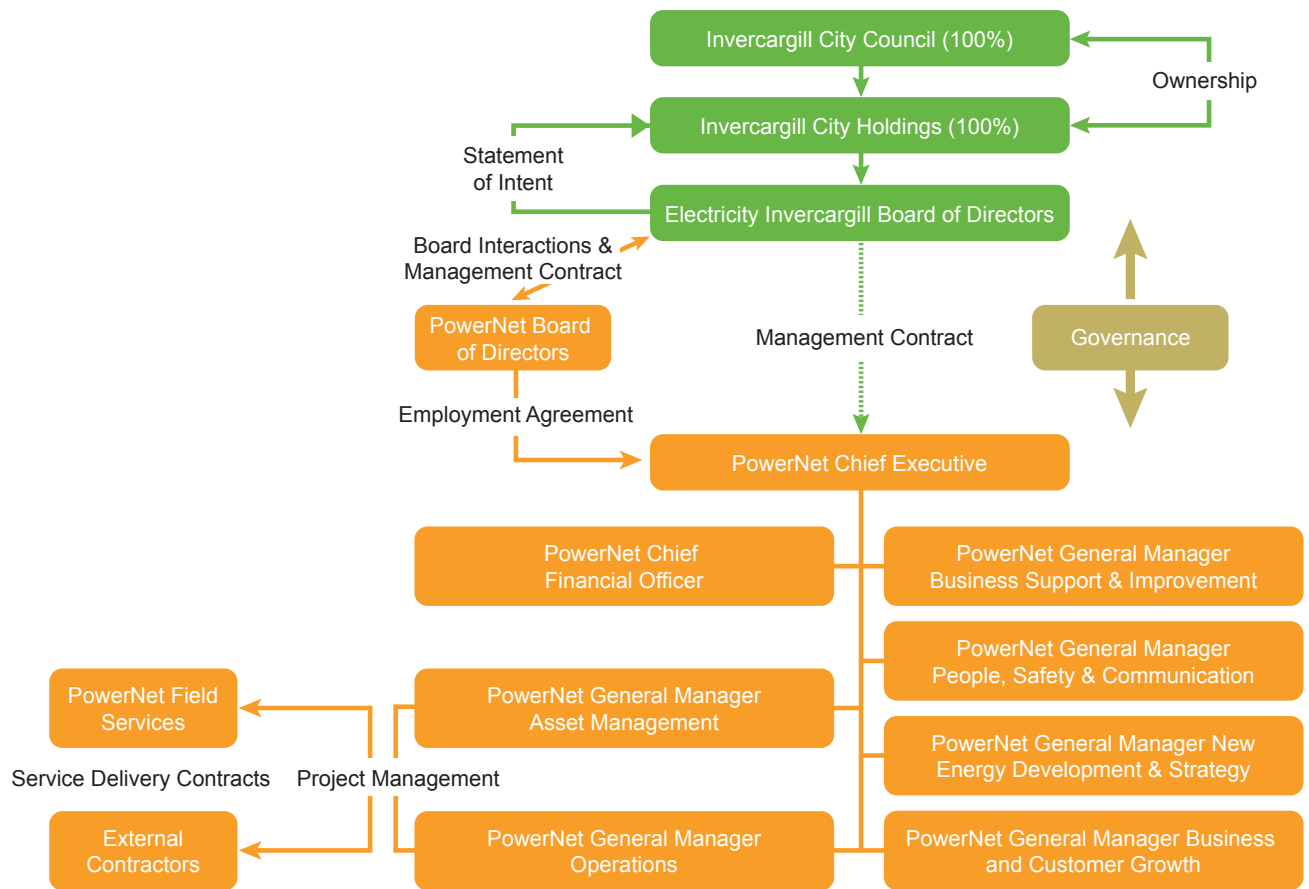 Invercargill City Council (100%)
Ownership
Invercargill City Holdings (100%)
Statement
of Intent
Electricity Invercargill Board of Directors
Board Interactions &
Management Contract
PowerNet Board
of Directors
Management Contract
Governance
Employment Agreement
PowerNet Chief Executive
PowerNet Chief
Financial Officer
PowerNet General Manager
Business Support & Improvement
PowerNet General Manager
People, Safety & Communication
PowerNet Field
Services
PowerNet General Manager
Asset Management
PowerNet General Manager New
Energy Development & Strategy
Service Delivery Contracts
Project Management
External
Contractors
PowerNet General Manager
Operations
PowerNet General Manager Business
and Customer Growth